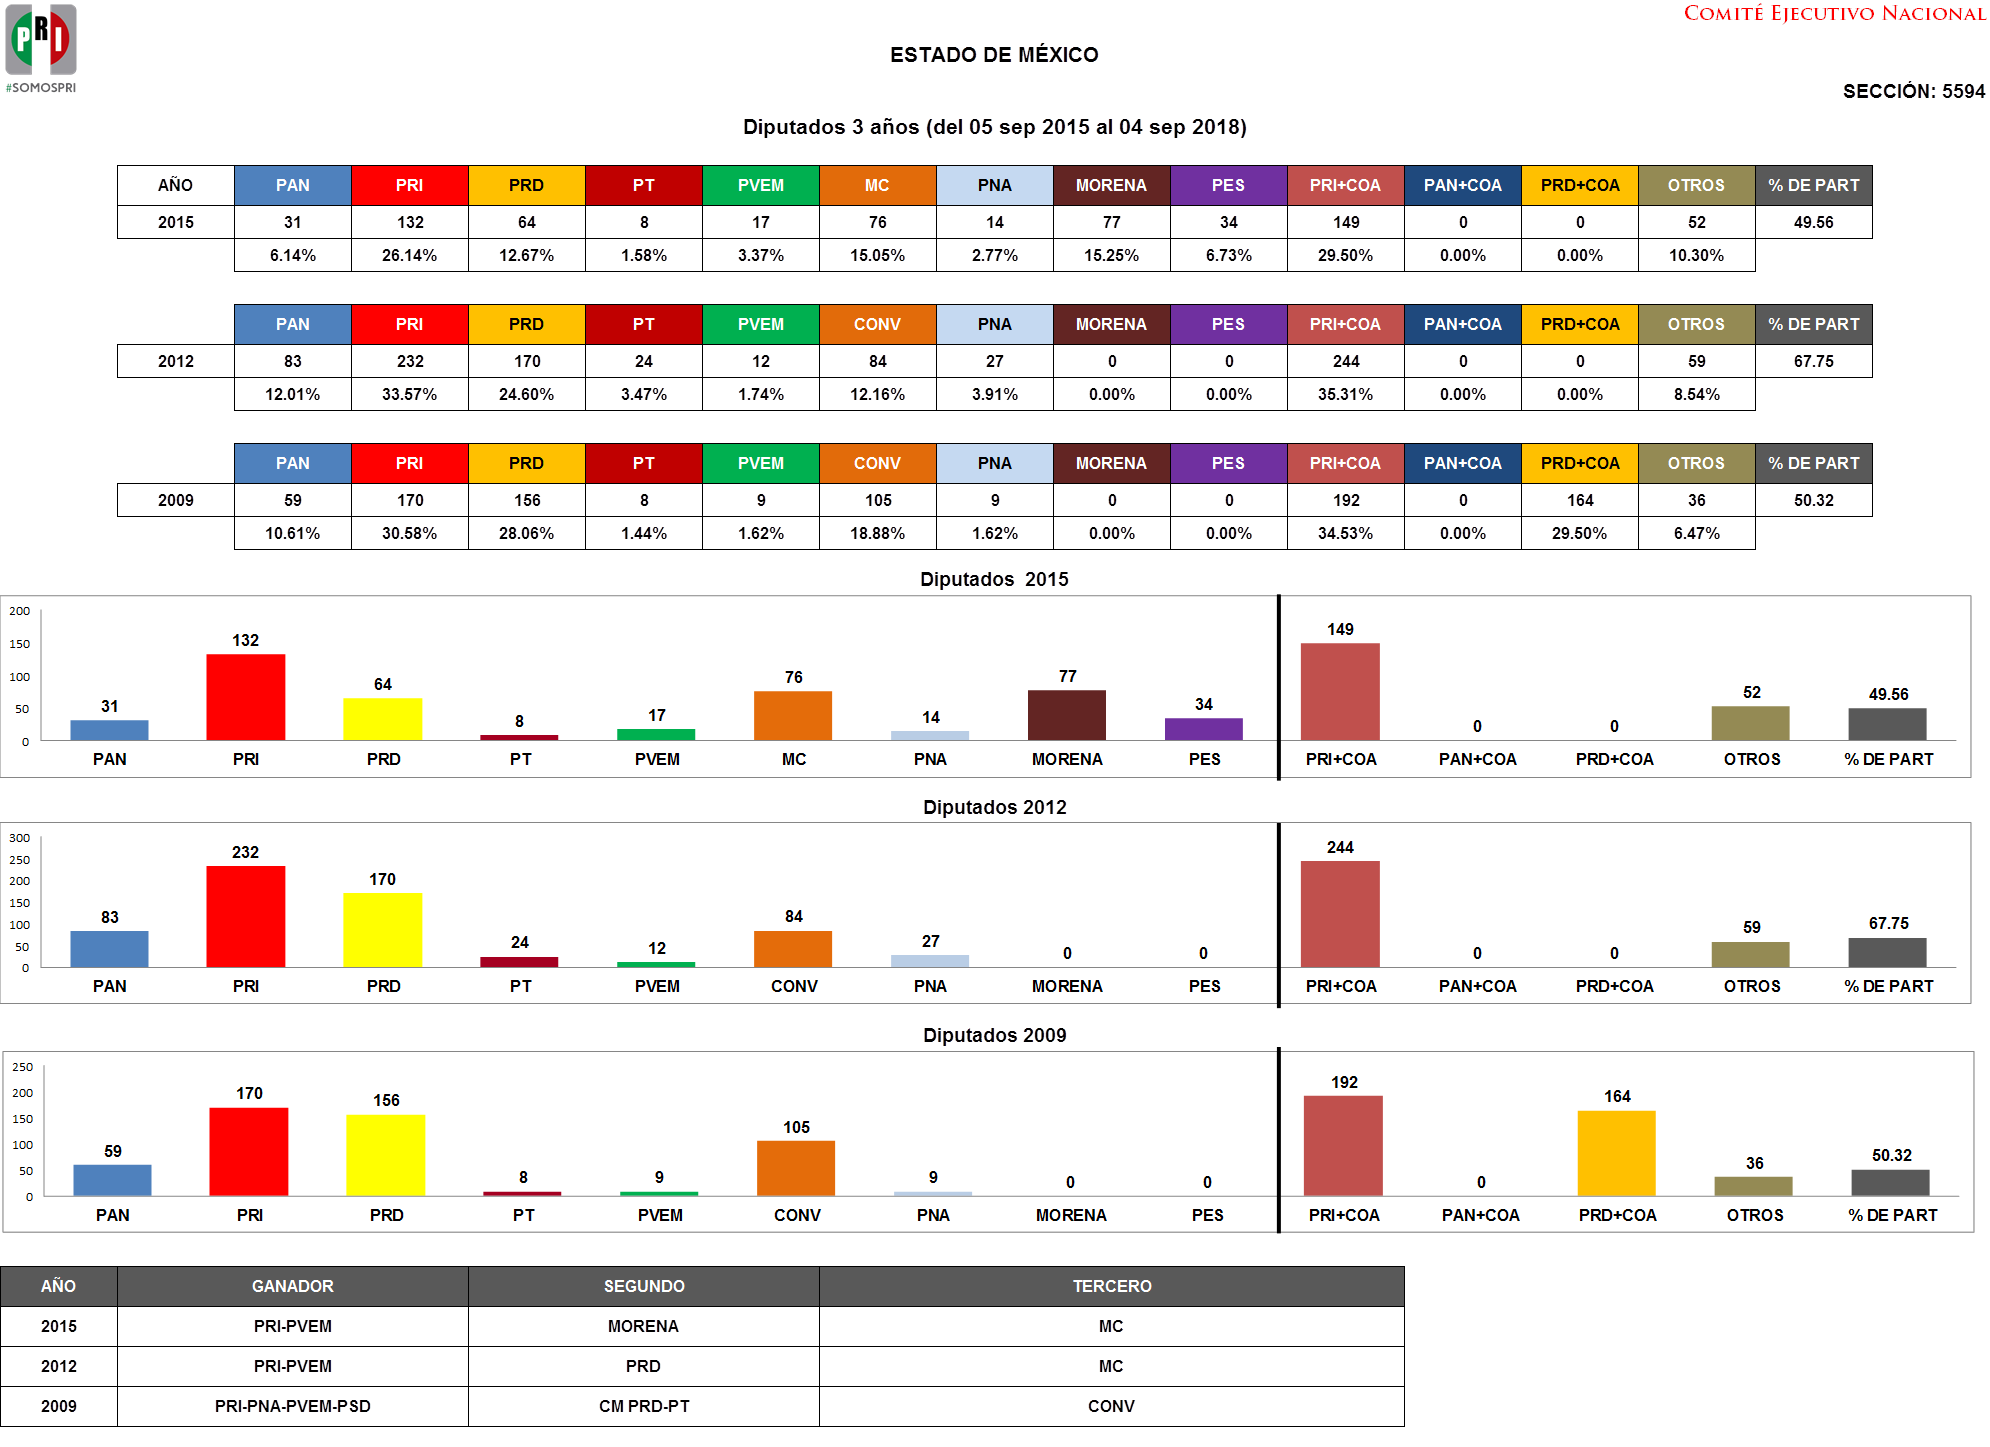 PRI
#SOMOSPRI
COMITÉ EJECUTIVO NACIONAL
ESTADO DE MÉXICO
SECCIÓN: 5594
Diputados 3 años (del 05 sep 2015 al 04 sep 2018)
AÑO PAN PRI PRD PT PVEM MC PNA MORENA PES PRI+COA PAN+COA PRD+COA OTROS % DE PART
2015 31 132 64 8 17 76 14 77 34 149 0 0 52 49.56
6.14% 26.14% 12.67% 1.58% 3.37% 15.05% 2.77% 15.25% 6.73% 29.50% 0.00% 0.00% 10.30%
PAN PRI PRD PT PVEM CONV PNA MORENA PES PRI+COA PAN+COA PRD+COA OTROS % DE PART
2012 83 232 170 24 12 84 27 0 0 244 0 0 59 67.75
12.01% 33.57% 24.60% 3.47% 1.74% 12.16% 3.91% 0.00% 0.00% 35.31% 0.00% 0.00% 8.54%
PAN PRI PRD PT PVEM CONV PNA MORENA PES PRI+COA PAN+COA PRD+COA OTROS % DE PART
2009 59 170 156 8 9 105 9 0 0 192 0 164 36 50.32
10.61% 30.58% 28.06% 1.44% 1.62% 18.88% 1.62% 0.00% 0.00% 34.53% 0.00% 29.50% 6.47%
Diputados 2015
200
150
100
50
0
31 132 64 8 17 76 14 77 34 149 0 0 52 49.56
PAN PRI PRD PT PVEM MC PNA MORENA PES PRI+COA PAN+COA PRD+COA OTROS % DE PART
Diputados 2012
300
250
200
150
100
50
0
83 232 170 24 12 84 27 0 0 244 0 0 59 67.75
PAN PRI PRD PT PVEM CONV PNA MORENA PES PRI+COA PAN+COA PRD+COA OTROS % DE PART
Diputados 2009
250
200
150
100
50
0
59 170 156 8 9 105 9 0 0 192 0 164 36 50.32
PAN PRI PRD PT PVEM CONV PNA MORENA PES PRI+COA PAN+COA PRD+COA OTROS % DE PART
AÑO GANADOR SEGUNDO TERCERO
2015 PRI-PVEM MORENA MC
2012 PRI-PVEM PRD MC
2009 PRI-PNA-PVEM-PSD CM PRD-PT CONV